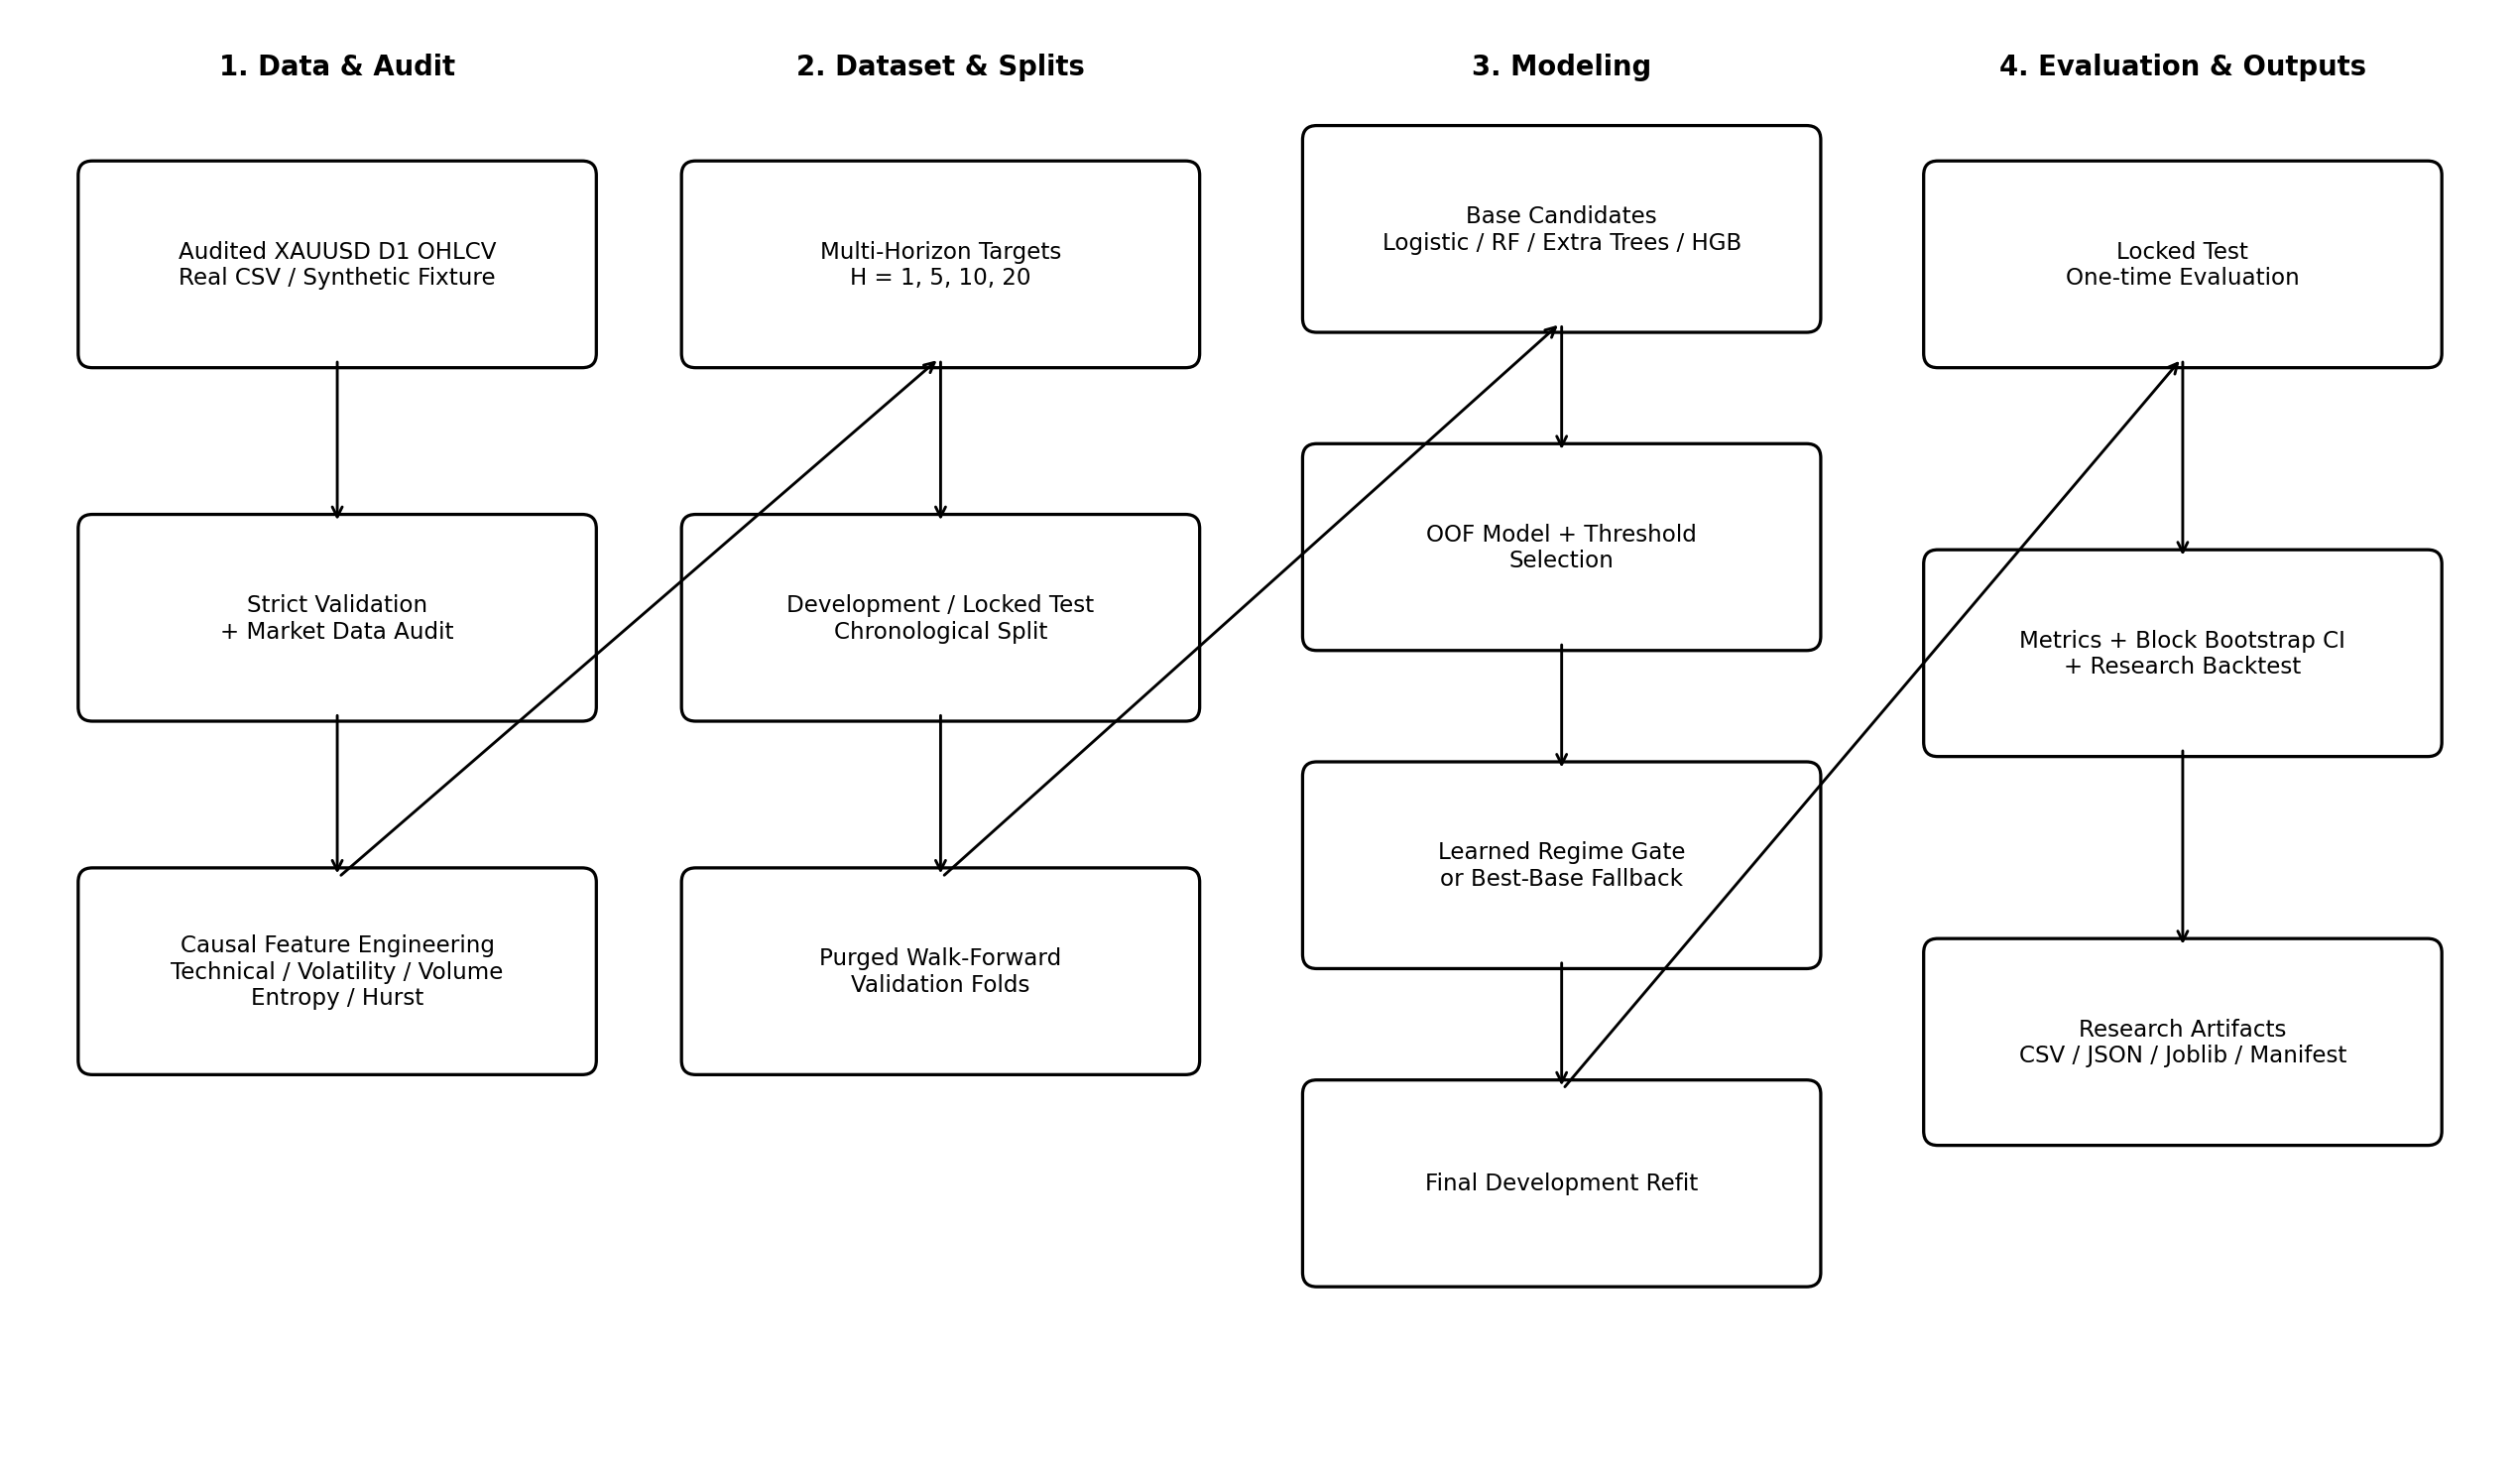 1. Data & Audit
Audited XAUUSD D1 OHLCV
Real CSV / Synthetic Fixture
Strict Validation
+ Market Data Audit
Causal Feature Engineering
Technical / Volatility / Volume
Entropy / Hurst
2. Dataset & Splits
Multi-Horizon Targets
H = 1, 5, 10, 20
Development / Locked Test
Chronological Split
Purged Walk-Forward
Validation Folds
3. Modeling
Base Candidates
Logistic / RF / Extra Trees / HGB
OOF Model + Threshold
Selection
Learned Regime Gate
or Best-Base Fallback
Final Development Refit
4. Evaluation & Outputs
Locked Test
One-time Evaluation
Metrics + Block Bootstrap CI
+ Research Backtest
Research Artifacts
CSV / JSON / Joblib / Manifest